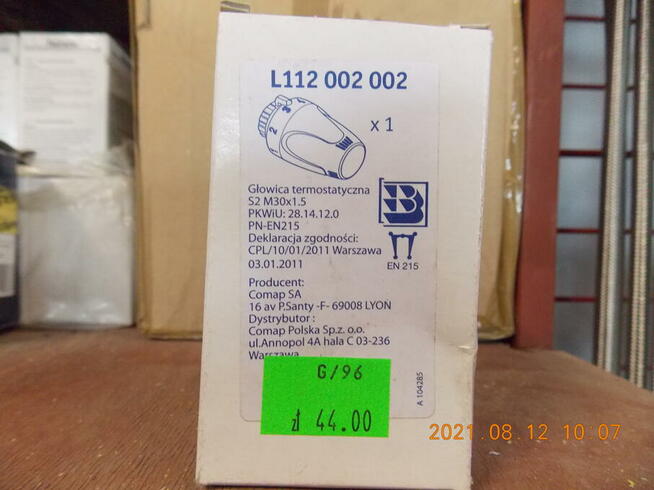 L112 002 002
x 1
Głowica termostatyczna
S2 M30x1.5
PKWiU: 28.14.12.0
PN-EN215
Deklaracja zgodności:
CPL/10/01/2011 Warszawa
03.01.2011
EN 215
Producent:
Comap SA
16 av P.Santy -F- 69008 LYON
Dystrybutor :
Comap Polska Sp.z. o.o.
ul.Annopol 4A hala C 03-236
Warszawa
A 104285
G/96
zł 44.00
2021.08.12 10:07